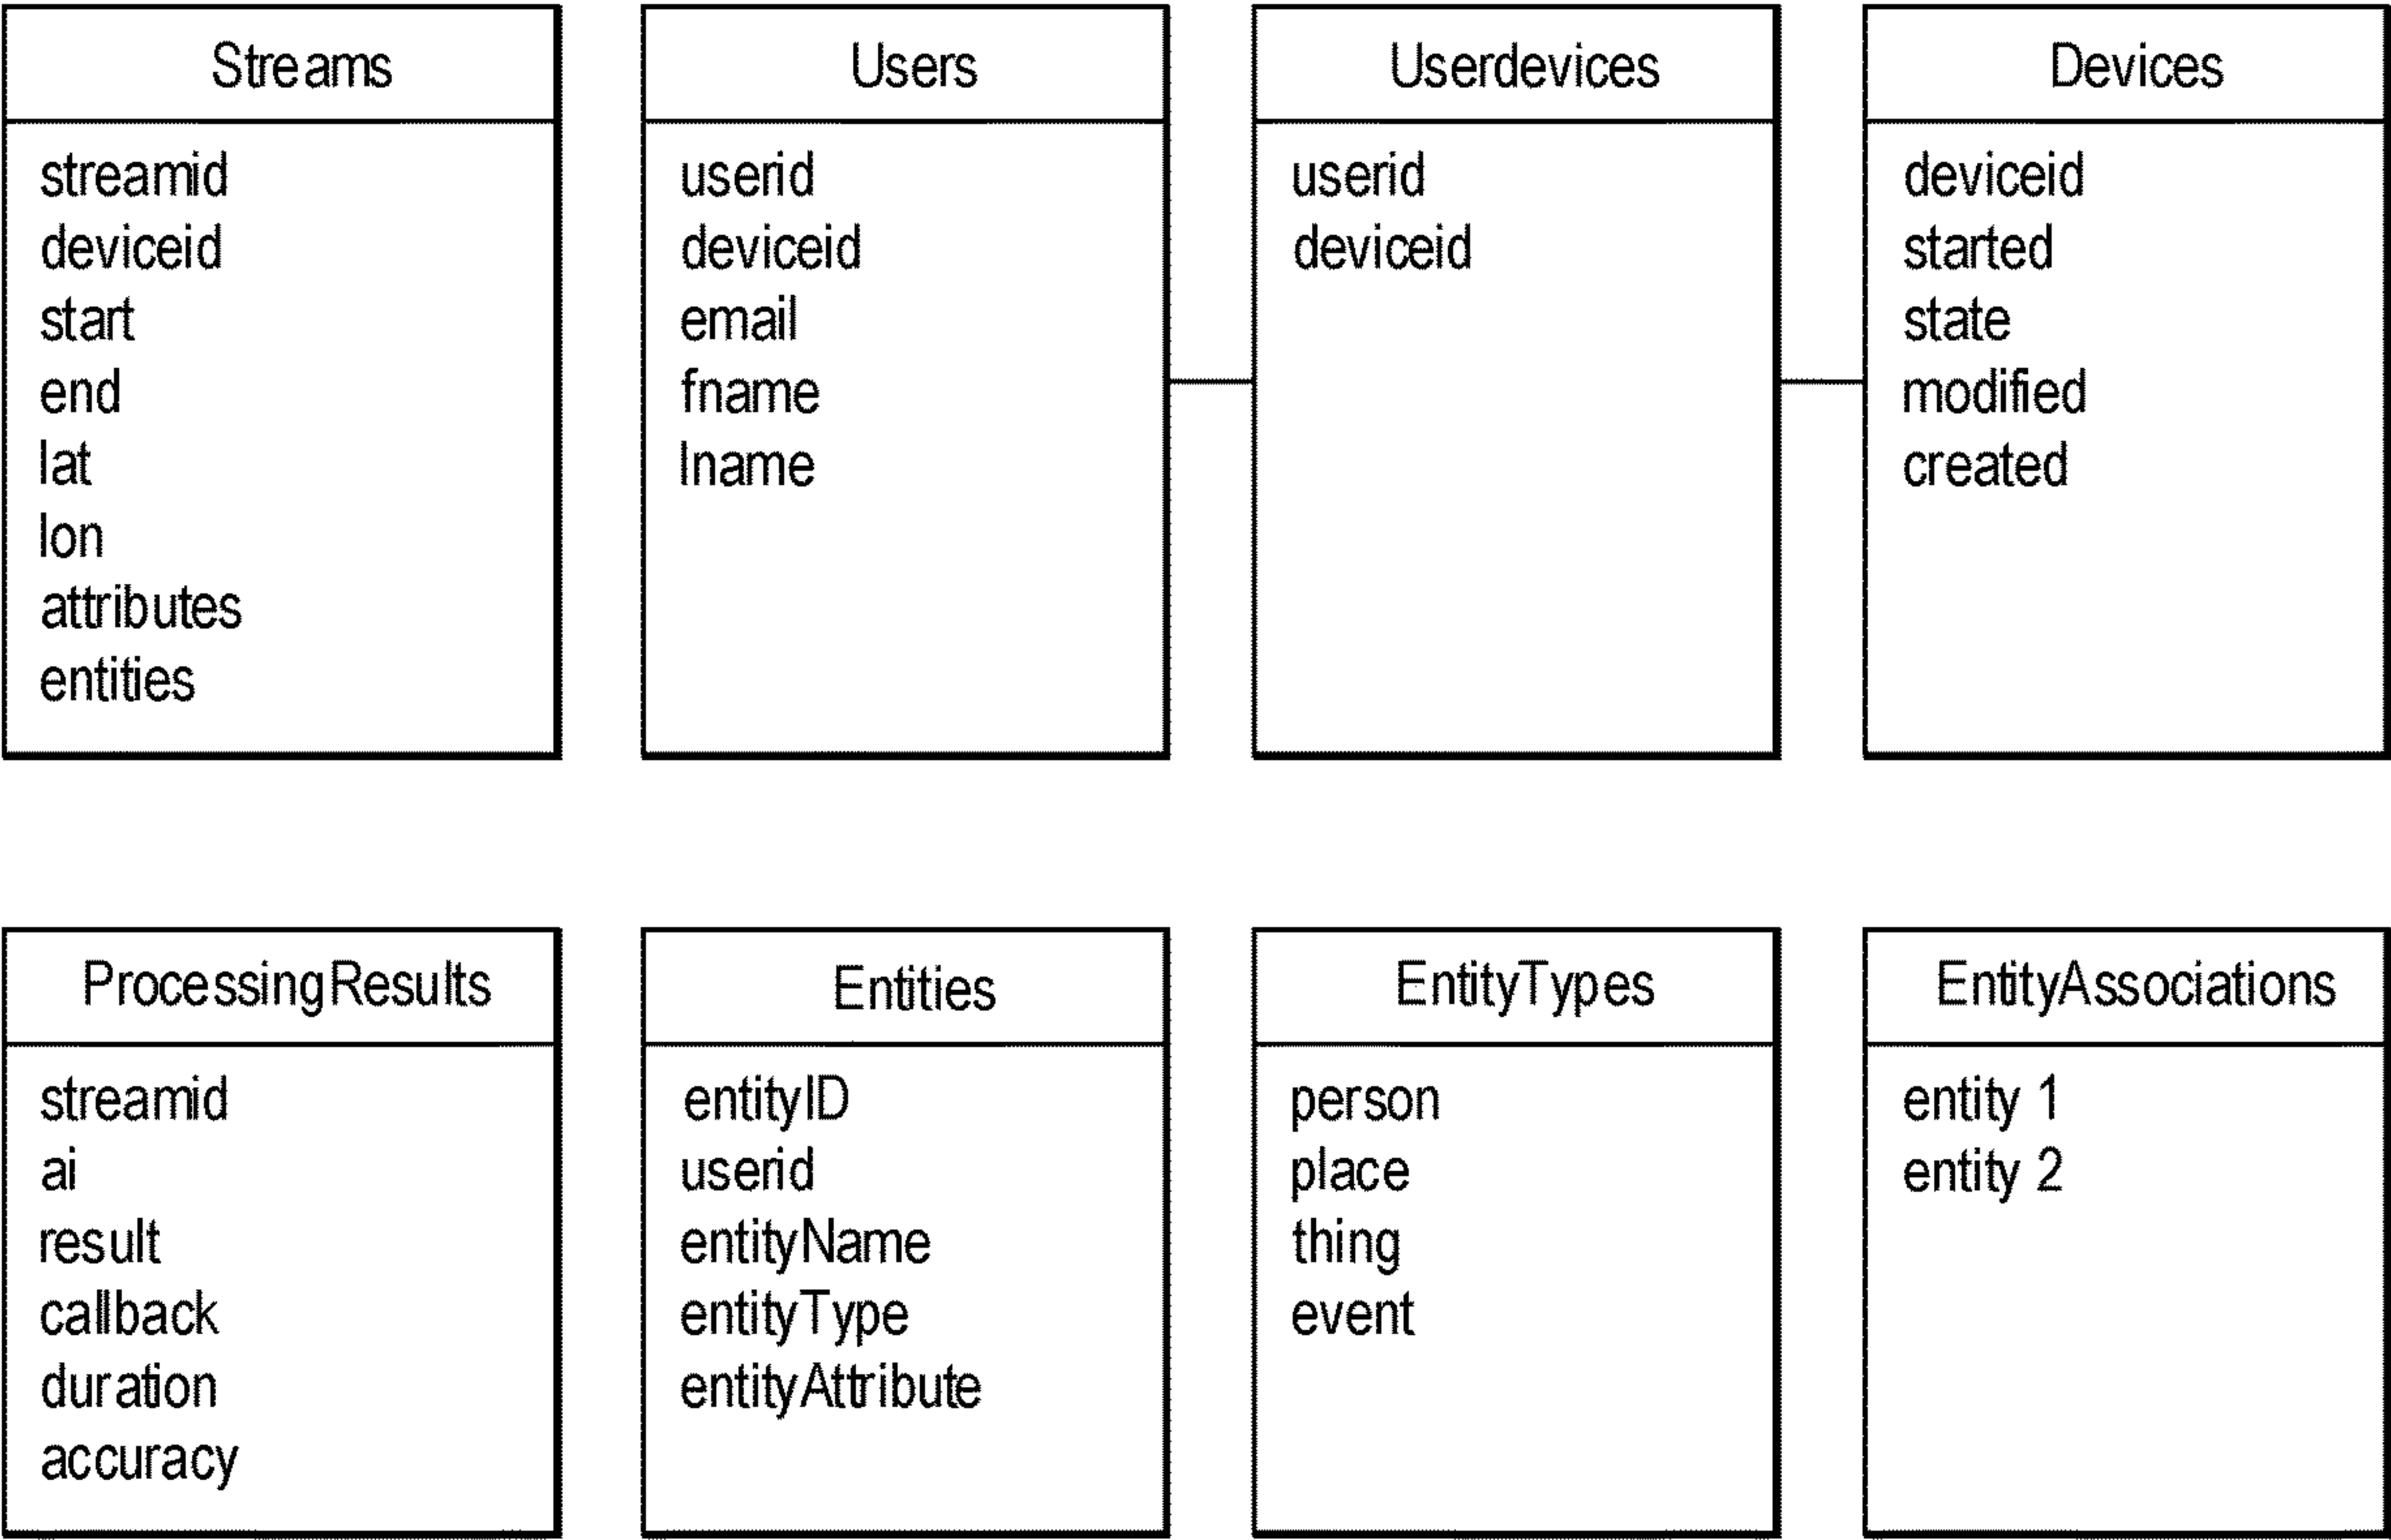 Streams
streamid
deviceid
start
end
lat
lon
attributes
entities
Users
userid
deviceid
email
fname
lname
Userdevices
userid
deviceid
Devices
deviceid
started
state
modified
created
ProcessingResults
streamid
ai
result
callback
duration
accuracy
Entities
entityID
userid
entityName
entityType
entityAttribute
EntityTypes
person
place
thing
event
EntityAssociations
entity 1
entity 2